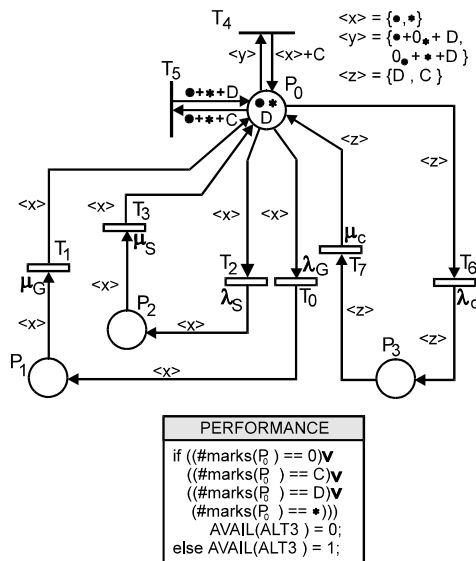 T4
<x> = {●,*}
<y> = {●+0*+ D,
0●+*+D }
<z> = {D , C }
<y>
<x>+C
T5
P0
●+*+D
●+*+C
●*
D
<z>
<z>
<x>
<x>
<x>
<x>
T3
μS
T1
μG
T2
λS
λG
T0
μc
T7
T6
λc
<x>
<x>
P2
<x>
<z>
<z>
P1
P3
<x>
PERFORMANCE
if ((#marks(P0 ) == 0)∨
((#marks(P0 ) == C)∨
((#marks(P0 ) == D)∨
(#marks(P0 ) == *)))
AVAIL(ALT3 ) = 0;
else AVAIL(ALT3 ) = 1;